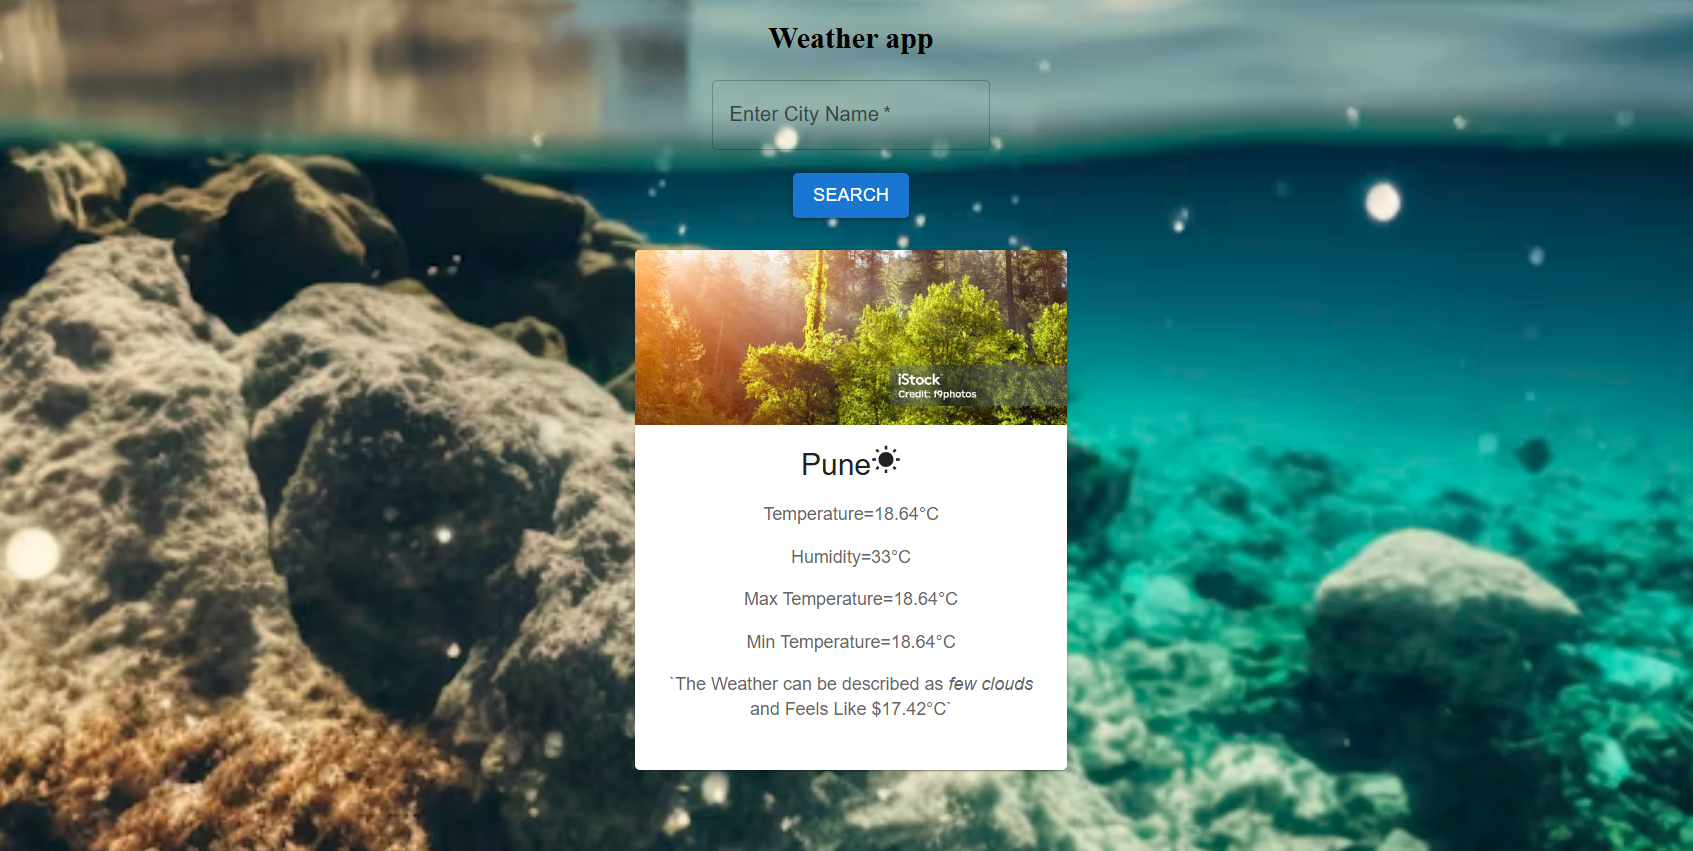 Weather app
Enter City Name *
SEARCH
iStock
Credit: f9photos
Pune
Temperature=18.64°C
Humidity=33°C
Max Temperature=18.64°C
Min Temperature=18.64°C
`The Weather can be described as few clouds
and Feels Like $17.42°C`